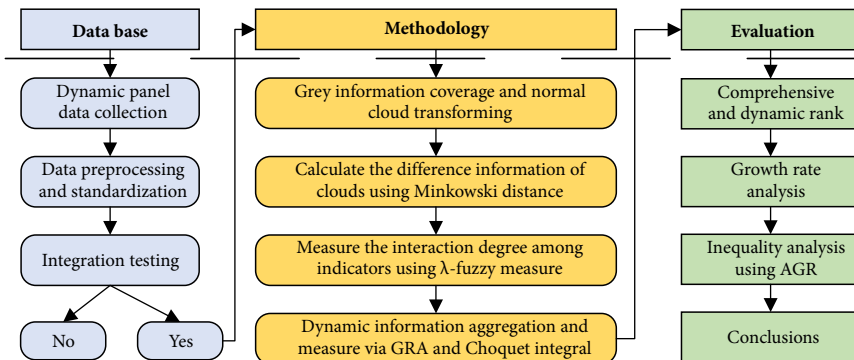 Data base
Dynamic panel
data collection
Data preprocessing
and standardization
Integration testing
No
Yes
Methodology
Grey information coverage and normal
cloud transforming
Calculate the difference information of
clouds using Minkowski distance
Measure the interaction degree among
indicators using λ-fuzzy measure
Dynamic information aggregation and
measure via GRA and Choquet integral
Evaluation
Comprehensive
and dynamic rank
Growth rate
analysis
Inequality analysis
using AGR
Conclusions